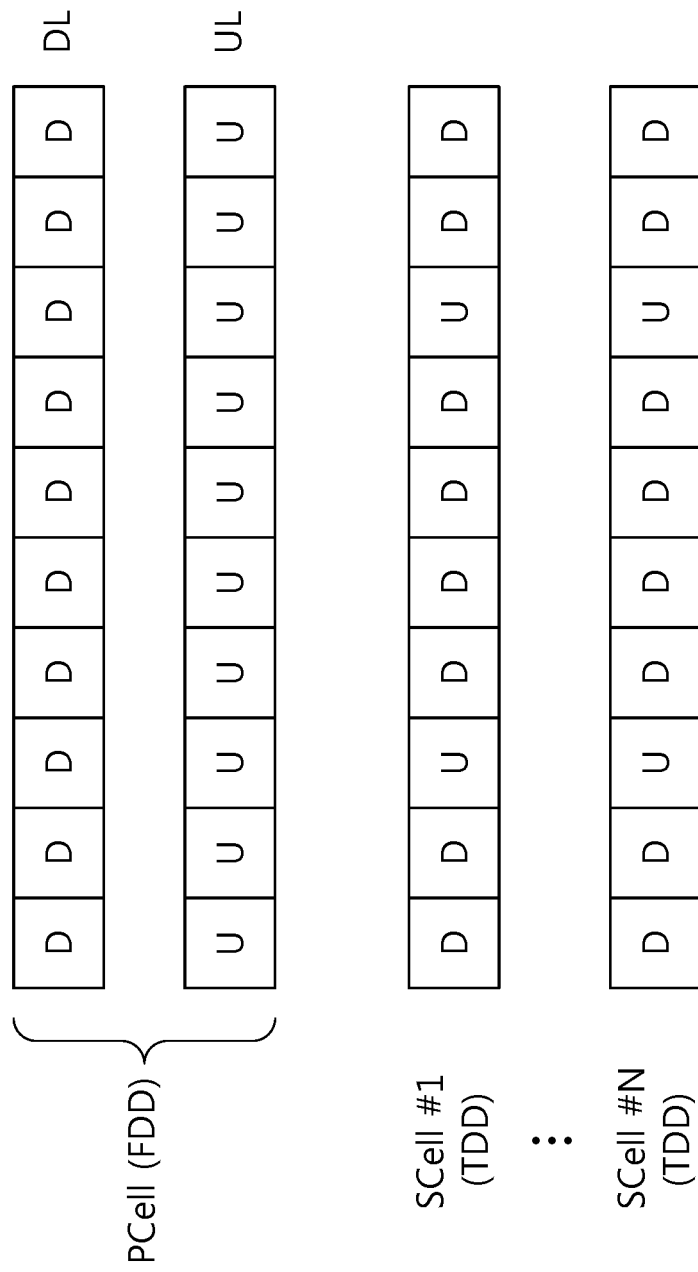 D D D D D D D D D D DL
PCell (FDD)
U U U U U U U U U U UL
SCell #1
(TDD)
D D U D D D D U D D
SCell #N
(TDD)
D D U D D D D U D D